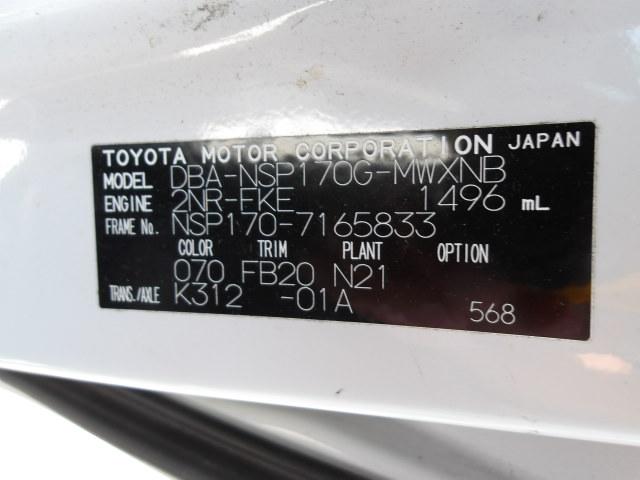 TOYOTA MOTOR CORPORATION JAPAN
MODEL DBA-NSP170G-MWXNB
ENGINE 2NR-FKE 1496 mL
FRAME No. NSP170-7165833
COLOR TRIM PLANT OPTION
070 FB20 N21
TRANS./AXLE K312 -01A
568